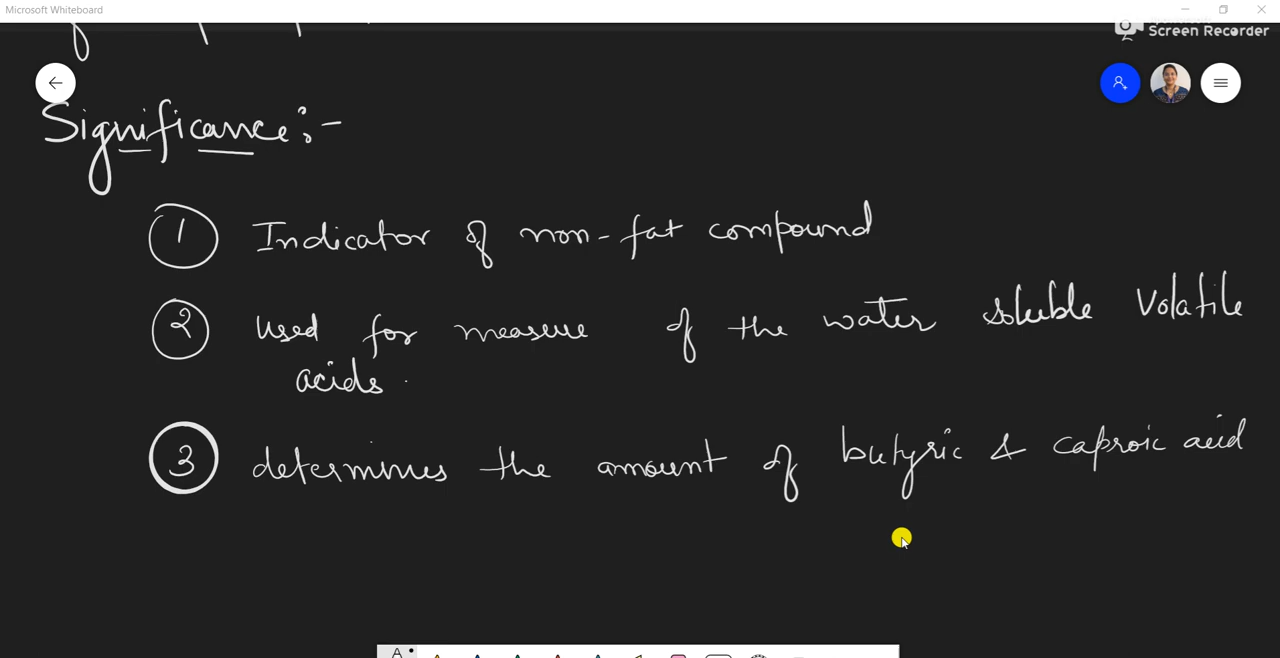 Microsoft Whiteboard
Screen Recorder
Significance:-
1 Indicator of non-fat compound
2 used for measure of the water soluble volatile
acids.
3 determines the amount of butyric & caproic acid
A